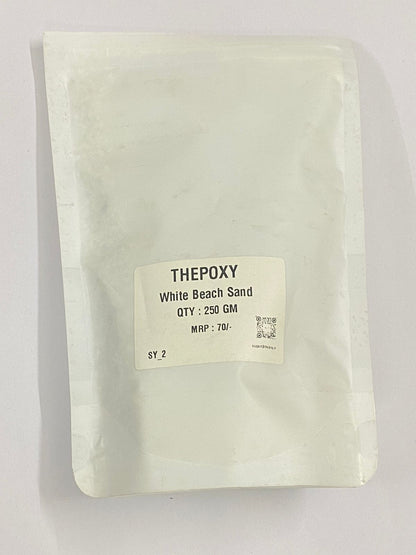 THEPOXY
White Beach Sand
QTY : 250 GM
MRP : 70/-
SY_2